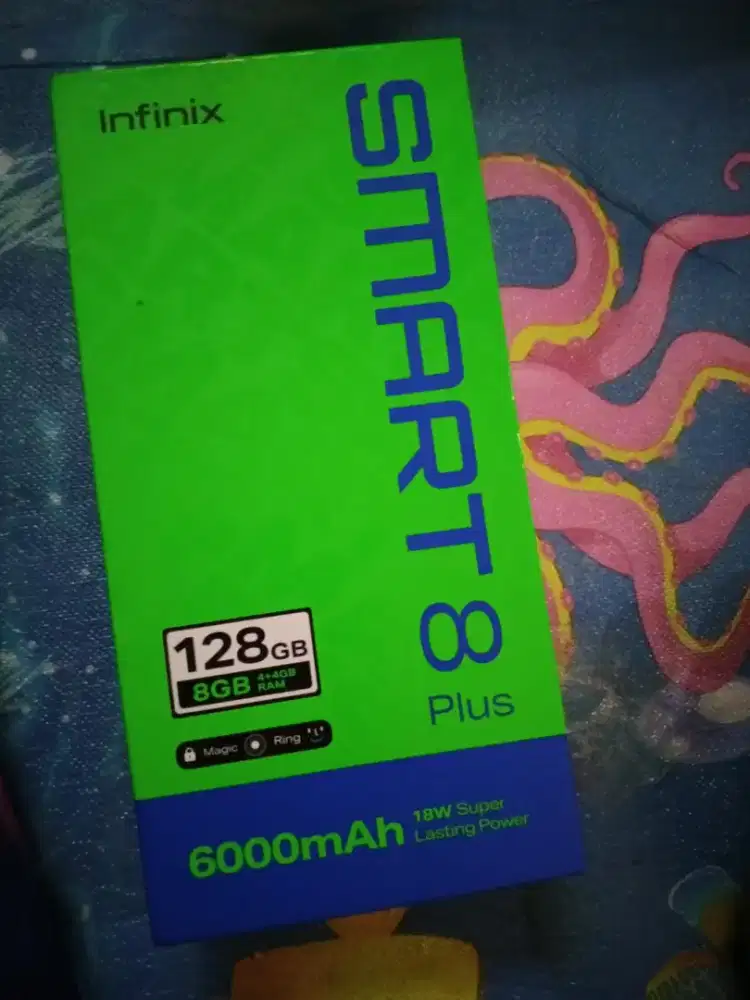 Infinix
SMART 8
Plus
128GB
8GB 4+4GB RAM
Magic Ring
6000mAh 18W Super
Lasting Power